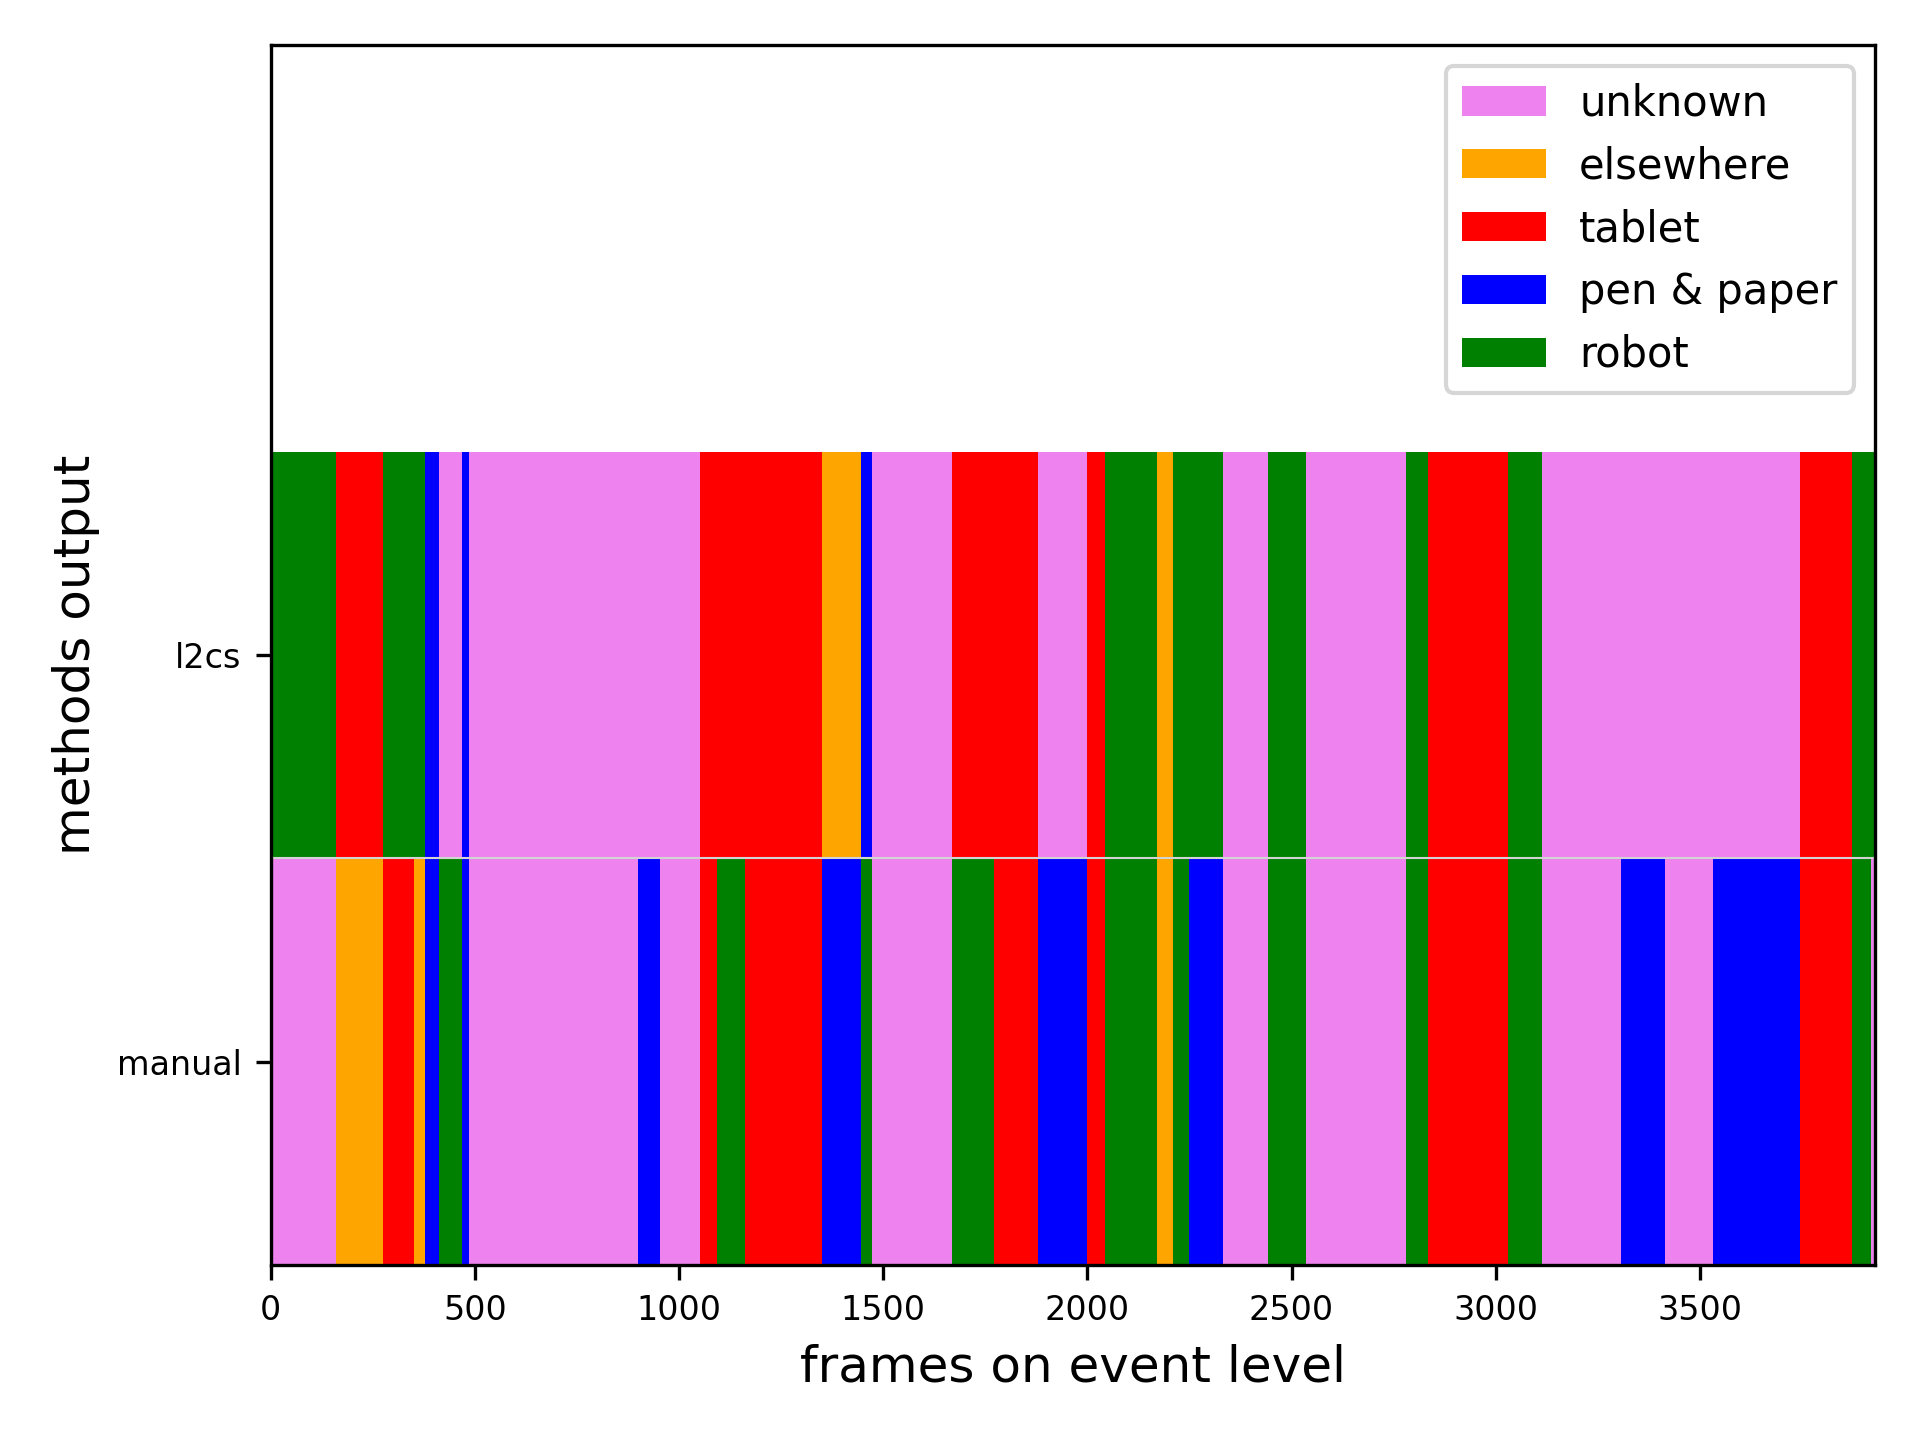 unknown
elsewhere
tablet
pen & paper
robot
methods output
l2cs
manual
0 500 1000 1500 2000 2500 3000 3500
frames on event level